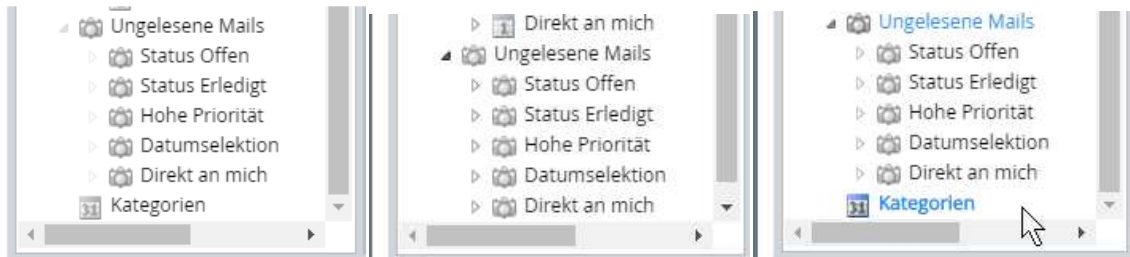 Ungelesene Mails
Status Offen
Status Erledigt
Hohe Priorität
Datumselektion
Direkt an mich
31 Kategorien
Direkt an mich
Ungelesene Mails
Status Offen
Status Erledigt
Hohe Priorität
Datumselektion
Direkt an mich
Ungelesene Mails
Status Offen
Status Erledigt
Hohe Priorität
Datumselektion
Direkt an mich
31 Kategorien